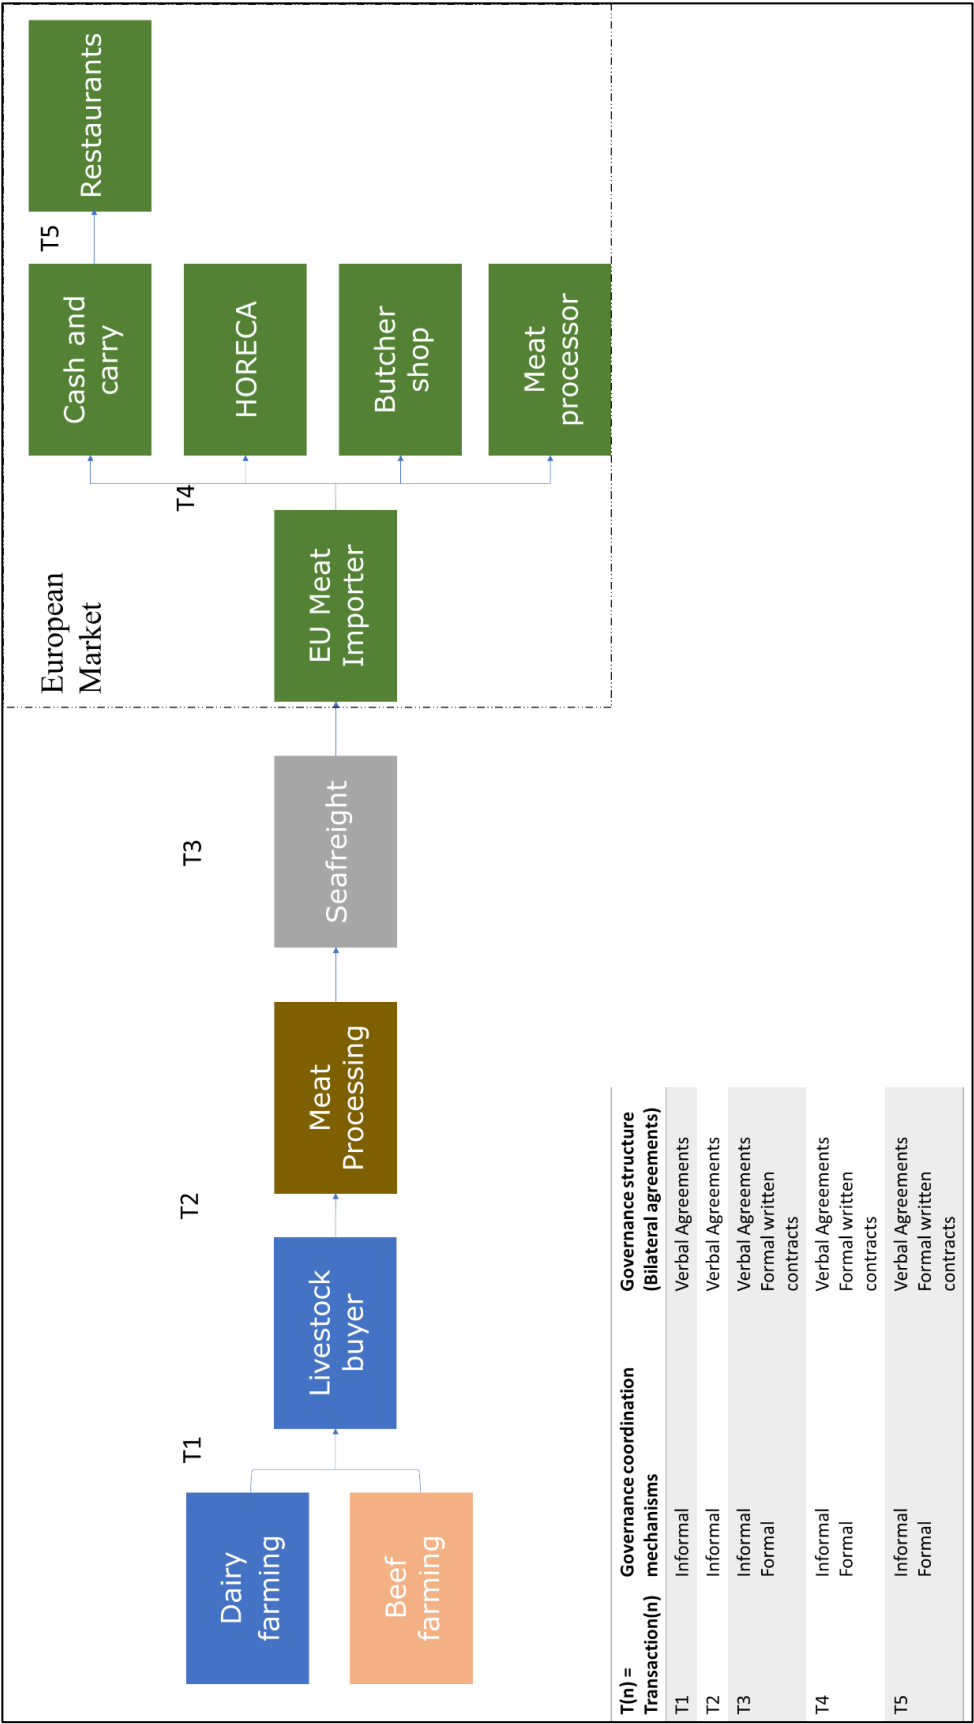 European
Market
T1
T2
T3
T4
T5
Dairy
farming
Beef
farming
Livestock
buyer
Meat
Processing
Seafreight
EU Meat
Importer
Cash and
carry
HORECA
Butcher
shop
Meat
processor
Restaurants
T(n) =
Transaction(n)
Governance coordination
mechanisms
Governance structure
(Bilateral agreements)
T1
Informal
Verbal Agreements
T2
Informal
Verbal Agreements
T3
Informal
Formal
Verbal Agreements
Formal written
contracts
T4
Informal
Formal
Verbal Agreements
Formal written
contracts
T5
Informal
Formal
Verbal Agreements
Formal written
contracts